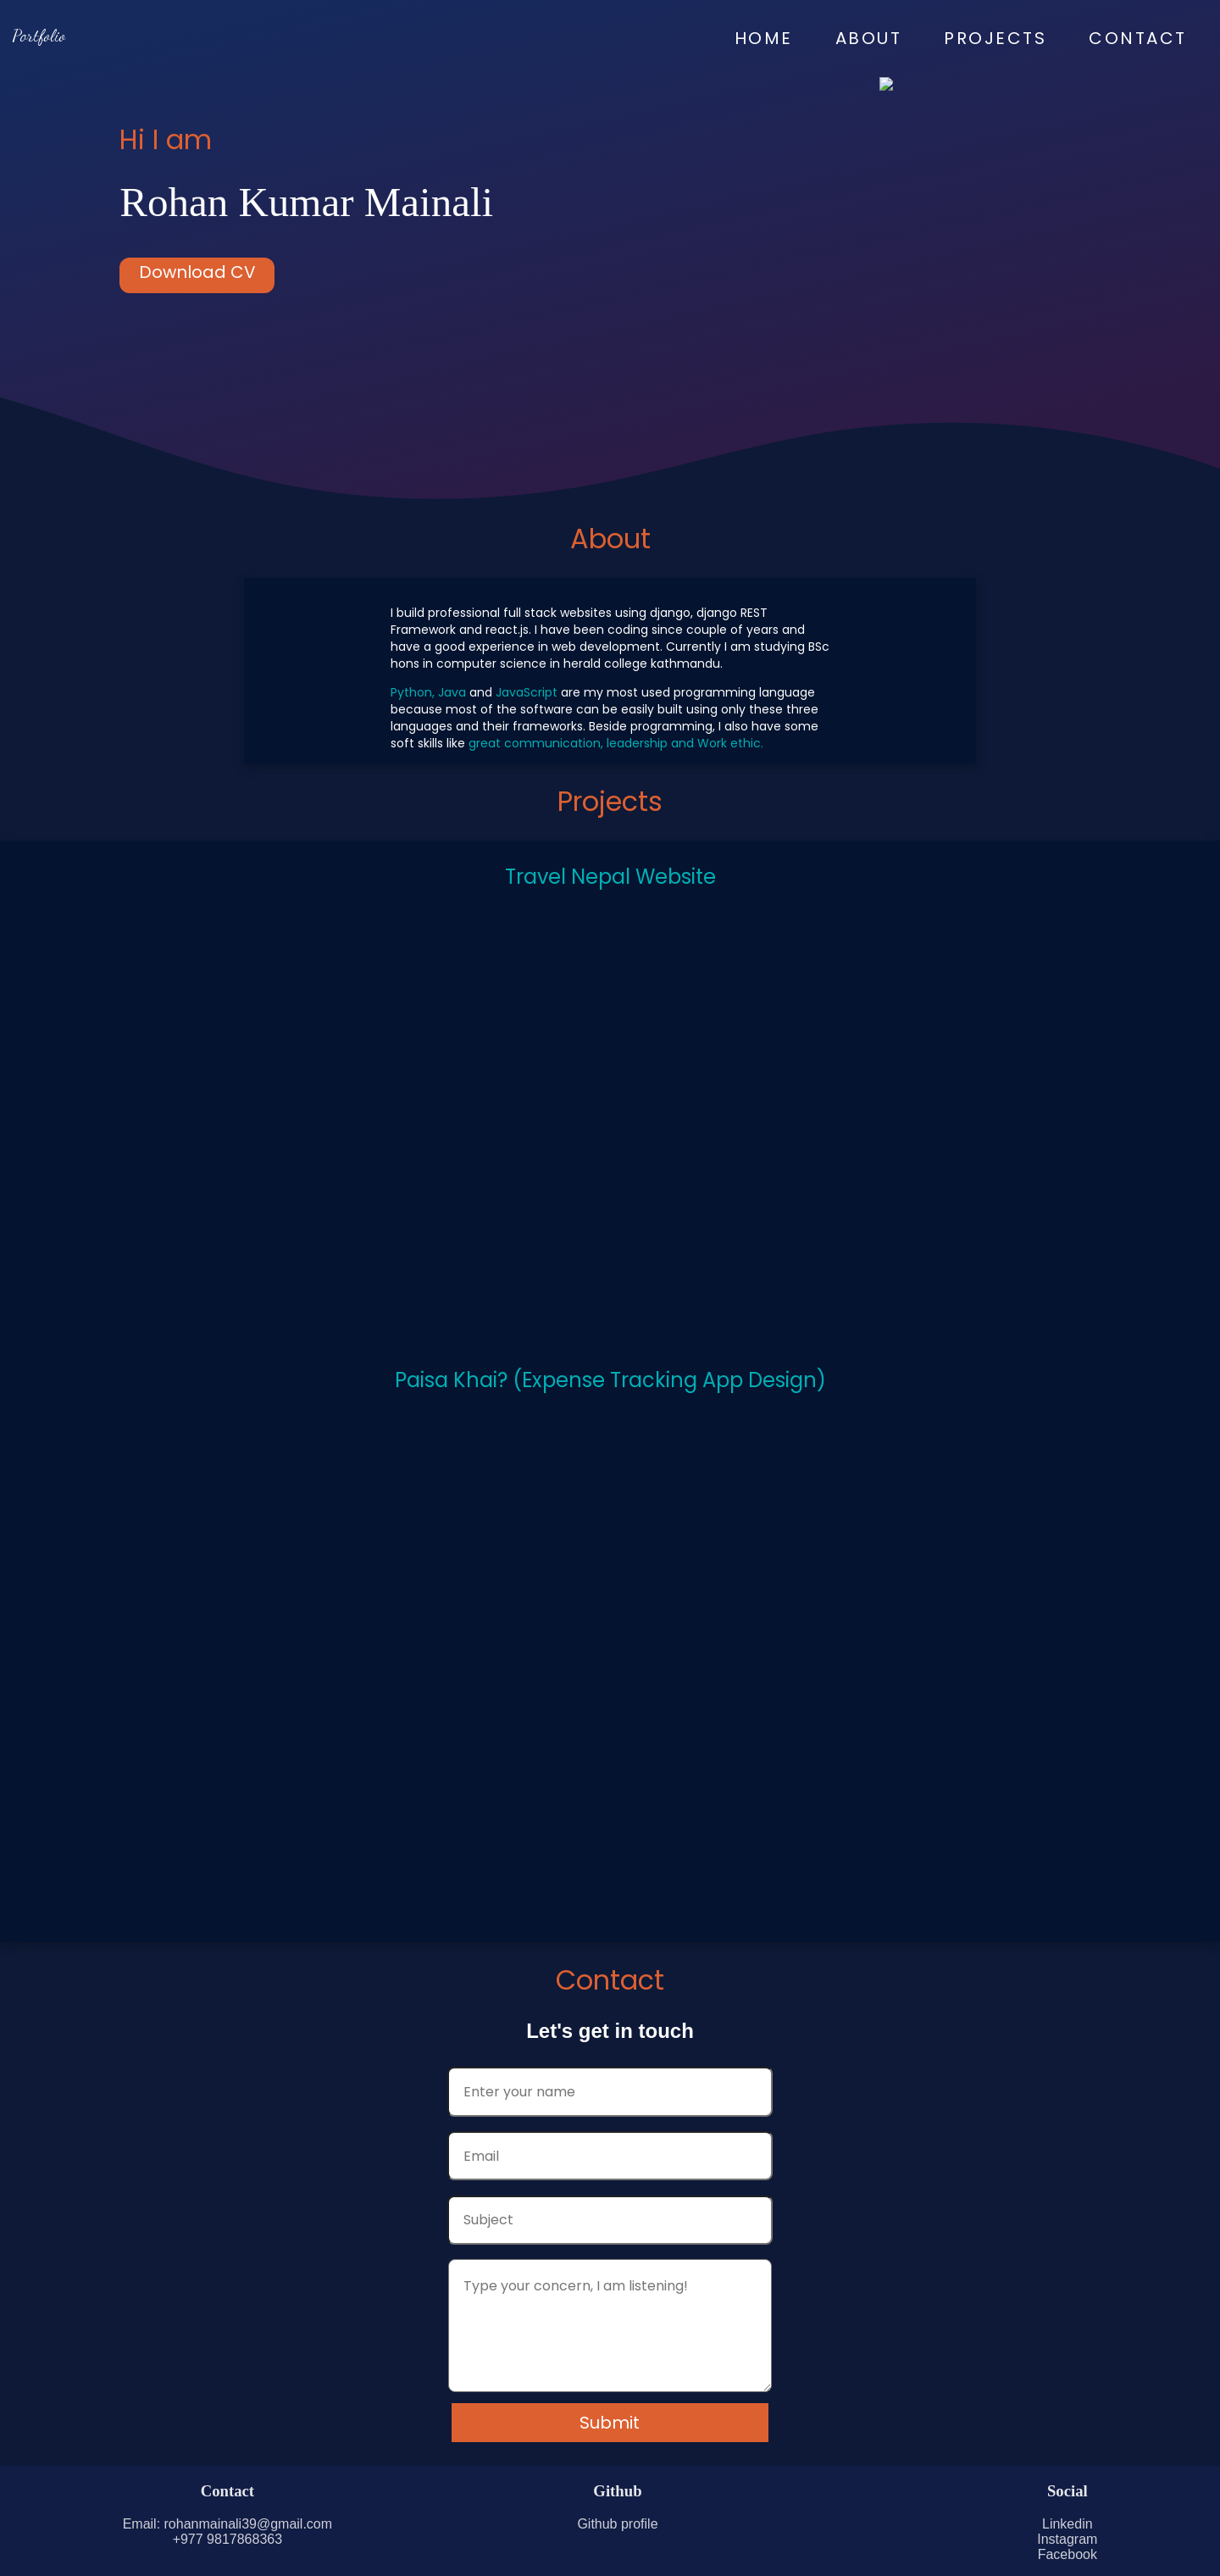 Portfolio
HOME ABOUT PROJECTS CONTACT
Hi I am
Rohan Kumar Mainali
Download CV
About
I build professional full stack websites using django, django REST
Framework and react.js. I have been coding since couple of years and
have a good experience in web development. Currently I am studying BSc
hons in computer science in herald college kathmandu.
Python, Java and JavaScript are my most used programming language
because most of the software can be easily built using only these three
languages and their frameworks. Beside programming, I also have some
soft skills like great communication, leadership and Work ethic.
Projects
Travel Nepal Website
Paisa Khai? (Expense Tracking App Design)
Contact
Let's get in touch
Enter your name
Email
Subject
Type your concern, I am listening!
Submit
Contact
Email: rohanmainali39@gmail.com
+977 9817868363
Github
Github profile
Social
Linkedin
Instagram
Facebook